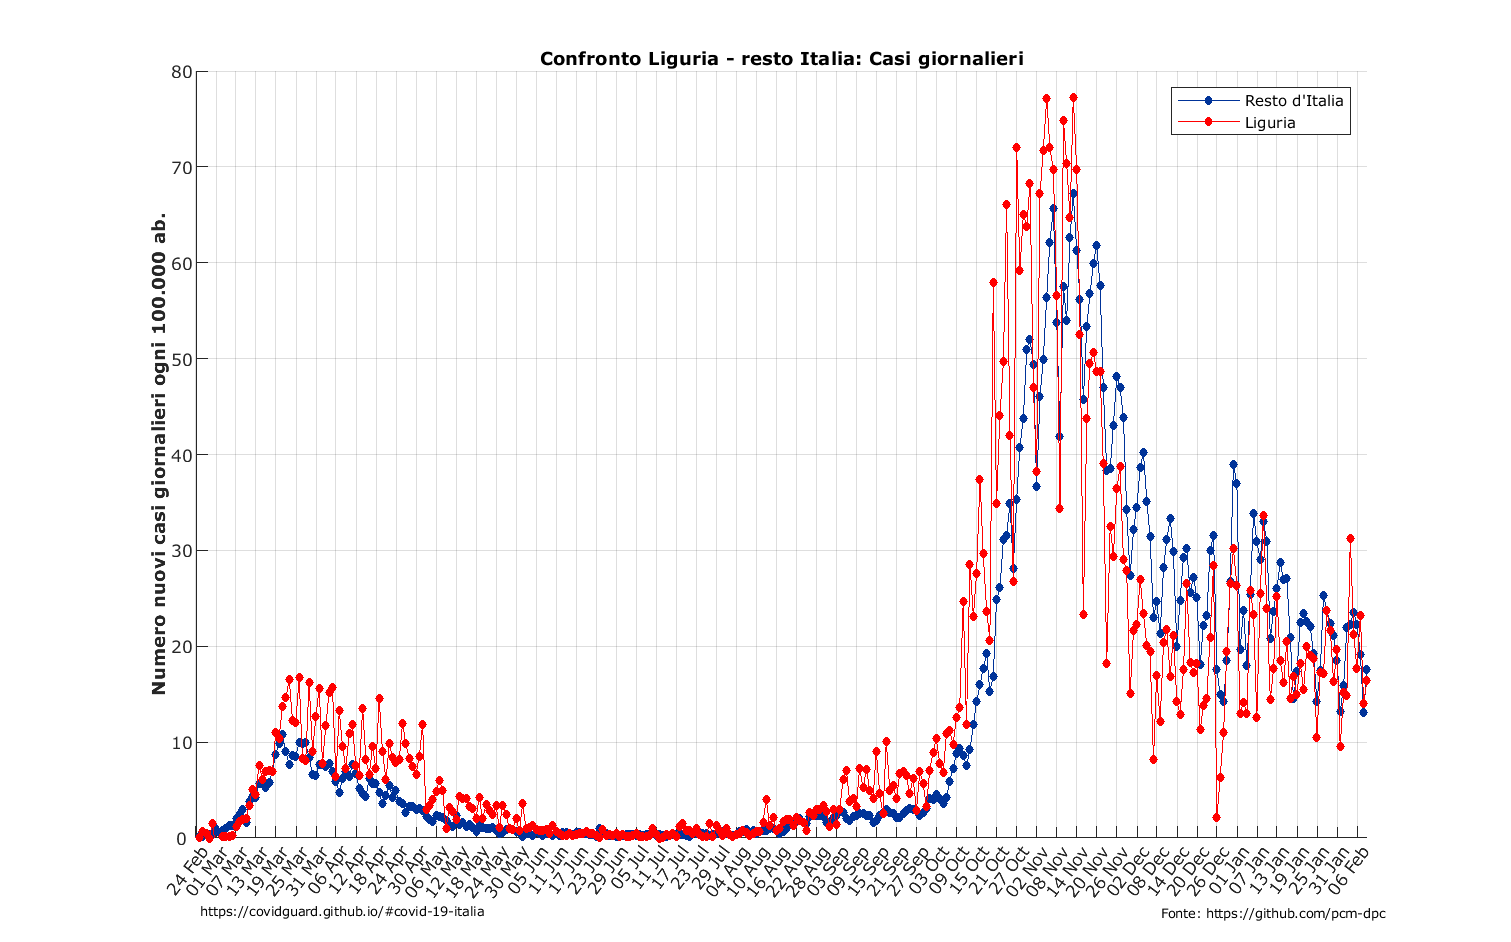 Confronto Liguria - resto Italia: Casi giornalieri
Resto d'Italia
Liguria
Numero nuovi casi giornalieri ogni 100.000 ab.
80
70
60
50
40
30
20
10
0
24 Feb
01 Mar
07 Mar
13 Mar
19 Mar
25 Mar
31 Mar
06 Apr
12 Apr
18 Apr
24 Apr
30 Apr
06 May
12 May
18 May
24 May
30 May
05 Jun
11 Jun
17 Jun
23 Jun
29 Jun
05 Jul
11 Jul
17 Jul
23 Jul
29 Jul
04 Aug
10 Aug
16 Aug
22 Aug
28 Aug
03 Sep
09 Sep
15 Sep
21 Sep
27 Sep
03 Oct
09 Oct
15 Oct
21 Oct
27 Oct
02 Nov
08 Nov
14 Nov
20 Nov
26 Nov
02 Dec
08 Dec
14 Dec
20 Dec
26 Dec
01 Jan
07 Jan
13 Jan
19 Jan
25 Jan
31 Jan
06 Feb
https://covidguard.github.io/#covid-19-italia
Fonte: https://github.com/pcm-dpc